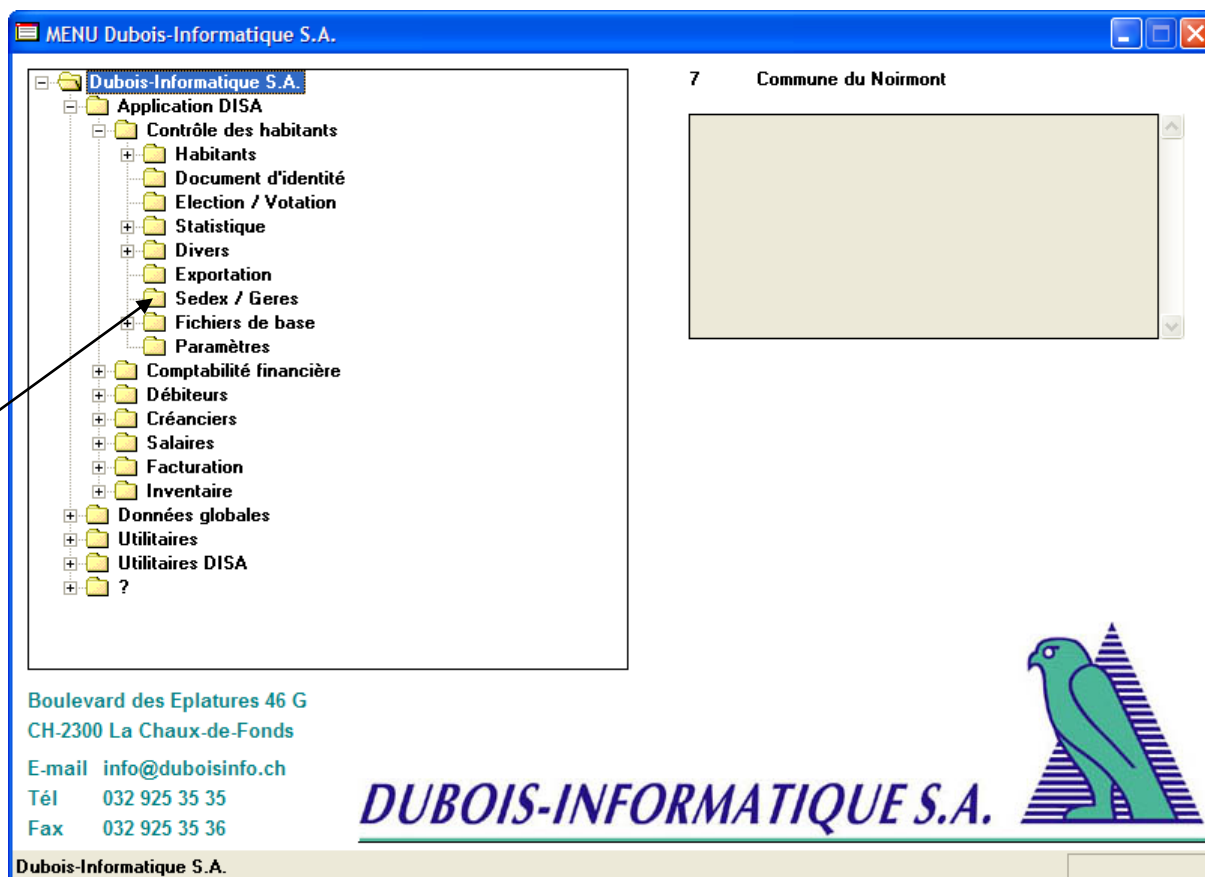 MENU Dubois-Informatique S.A.
Dubois-Informatique S.A.
Application DISA
Contrôle des habitants
Habitants
Document d'identité
Election / Votation
Statistique
Divers
Exportation
Sedex / Geres
Fichiers de base
Paramètres
Comptabilité financière
Débiteurs
Créanciers
Salaires
Facturation
Inventaire
Données globales
Utilitaires
Utilitaires DISA
?
7 Commune du Noirmont
Boulevard des Eplatures 46 G
CH-2300 La Chaux-de-Fonds
E-mail info@duboisinfo.ch
Tél 032 925 35 35
Fax 032 925 35 36
DUBOIS-INFORMATIQUE S.A.
Dubois-Informatique S.A.